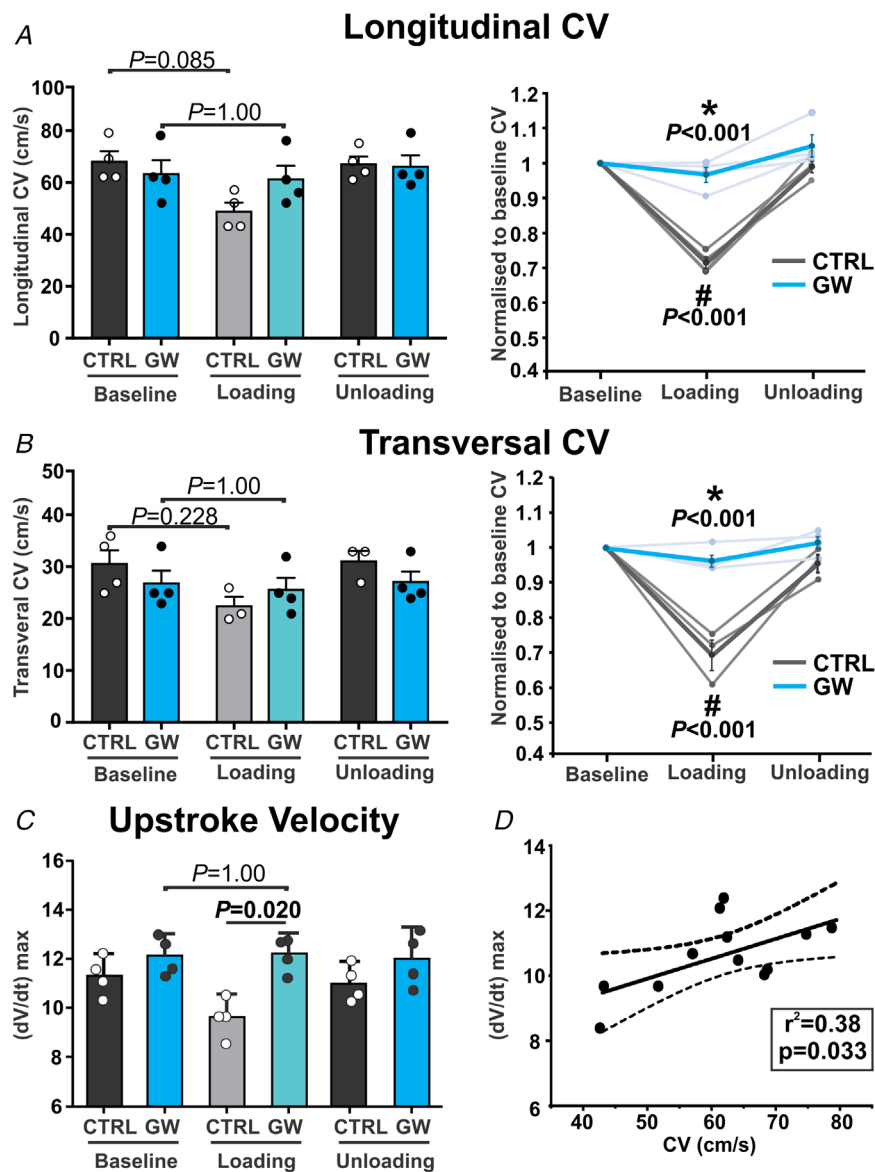 A
Longitudinal CV
P=0.085
P=1.00
Longitudinal CV (cm/s)
100
80
60
40
20
0
CTRL GW CTRL GW CTRL GW
Baseline Loading Unloading
Normalised to baseline CV
1.2
1.1
1
0.9
0.8
0.7
0.6
0.5
0.4
*
P<0.001
CTRL
GW
#
P<0.001
Baseline Loading Unloading
B
Transversal CV
P=1.00
P=0.228
Transveral CV (cm/s)
50
40
30
20
10
0
CTRL GW CTRL GW CTRL GW
Baseline Loading Unloading
Normalised to baseline CV
1.2
1.1
1
0.9
0.8
0.7
0.6
0.5
0.4
*
P<0.001
CTRL
GW
#
P<0.001
Baseline Loading Unloading
C
Upstroke Velocity
P=1.00
P=0.020
(dV/dt) max
16
14
12
10
8
6
CTRL GW CTRL GW CTRL GW
Baseline Loading Unloading
D
(dV/dt) max
14
12
10
8
6
r²=0.38
p=0.033
40 50 60 70 80
CV (cm/s)